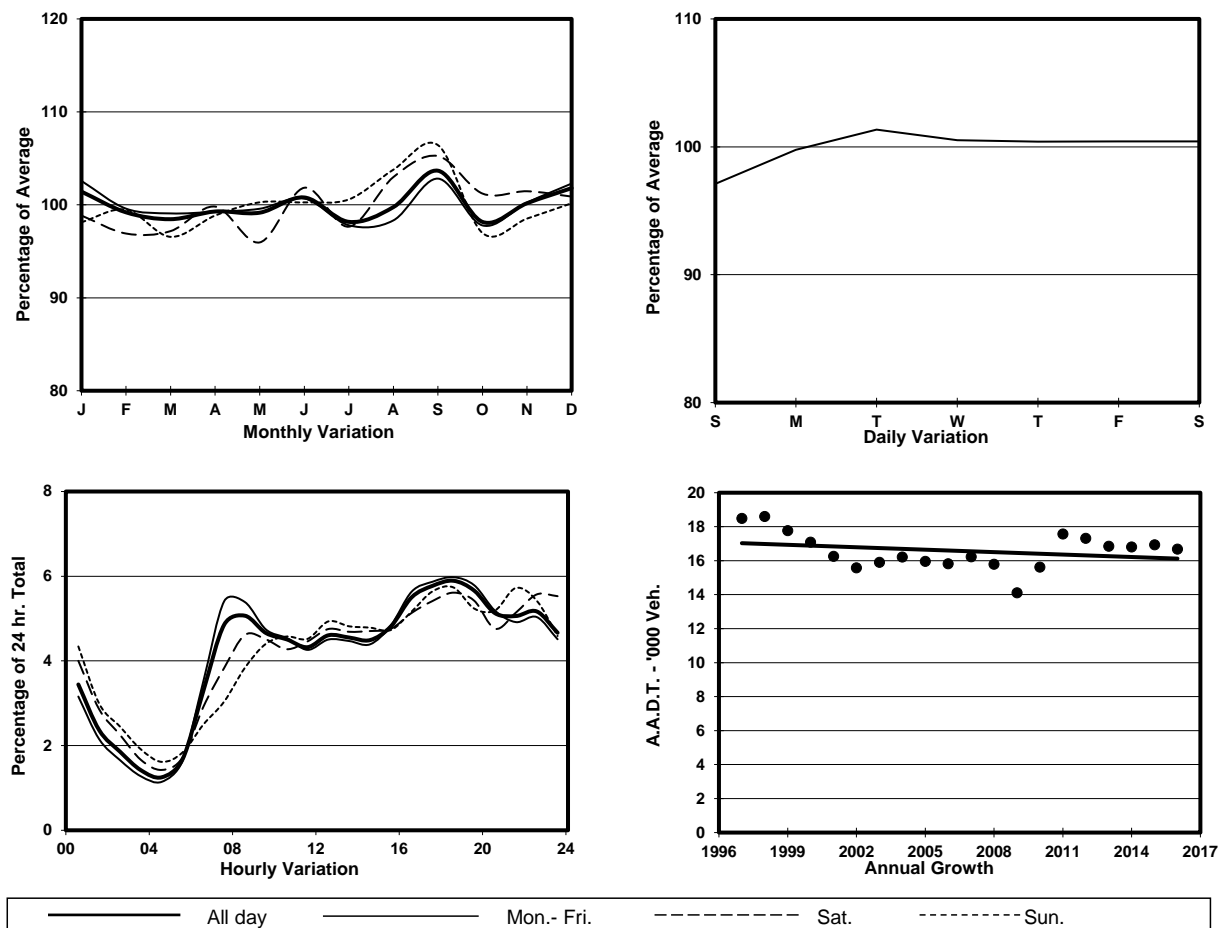 120
110
100
90
80
Percentage of Average
J F M A M J J A S O N D
Monthly Variation
110
100
90
80
Percentage of Average
S M T W T F S
Daily Variation
8
6
4
2
0
Percentage of 24 hr. Total
00 04 08 12 16 20 24
Hourly Variation
20
18
16
14
12
10
8
6
4
2
0
A.A.D.T. - '000 Veh.
1996 1999 2002 2005 2008 2011 2014 2017
Annual Growth
All day Mon.- Fri. Sat. Sun.